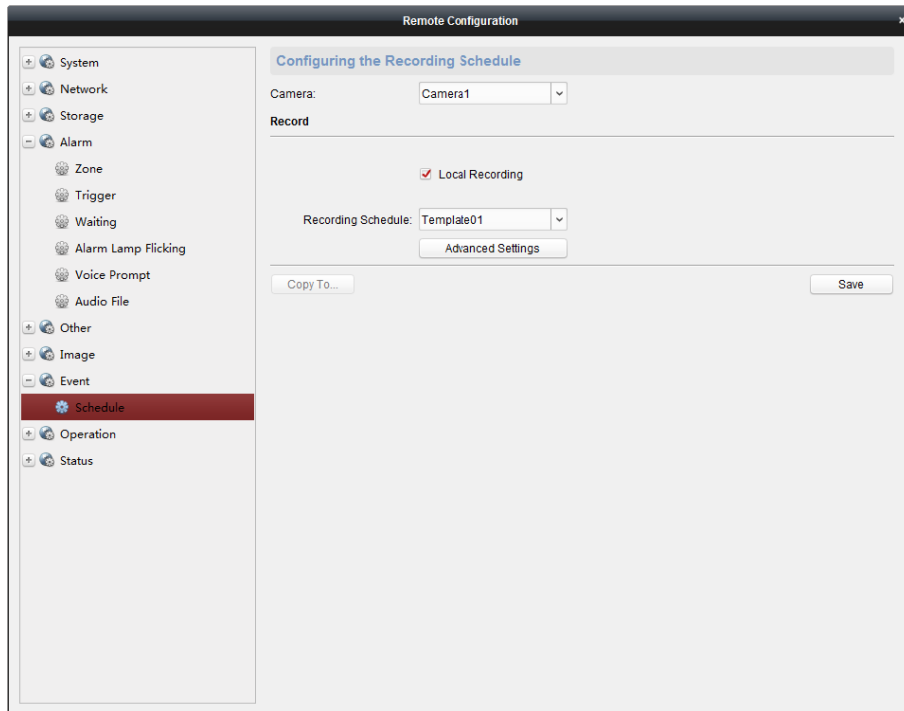 Remote Configuration
System
Network
Storage
Alarm
Zone
Trigger
Waiting
Alarm Lamp Flicking
Voice Prompt
Audio File
Other
Image
Event
Schedule
Operation
Status
Configuring the Recording Schedule
Camera: Camera1
Record
Local Recording
Recording Schedule: Template01
Advanced Settings
Copy To... Save